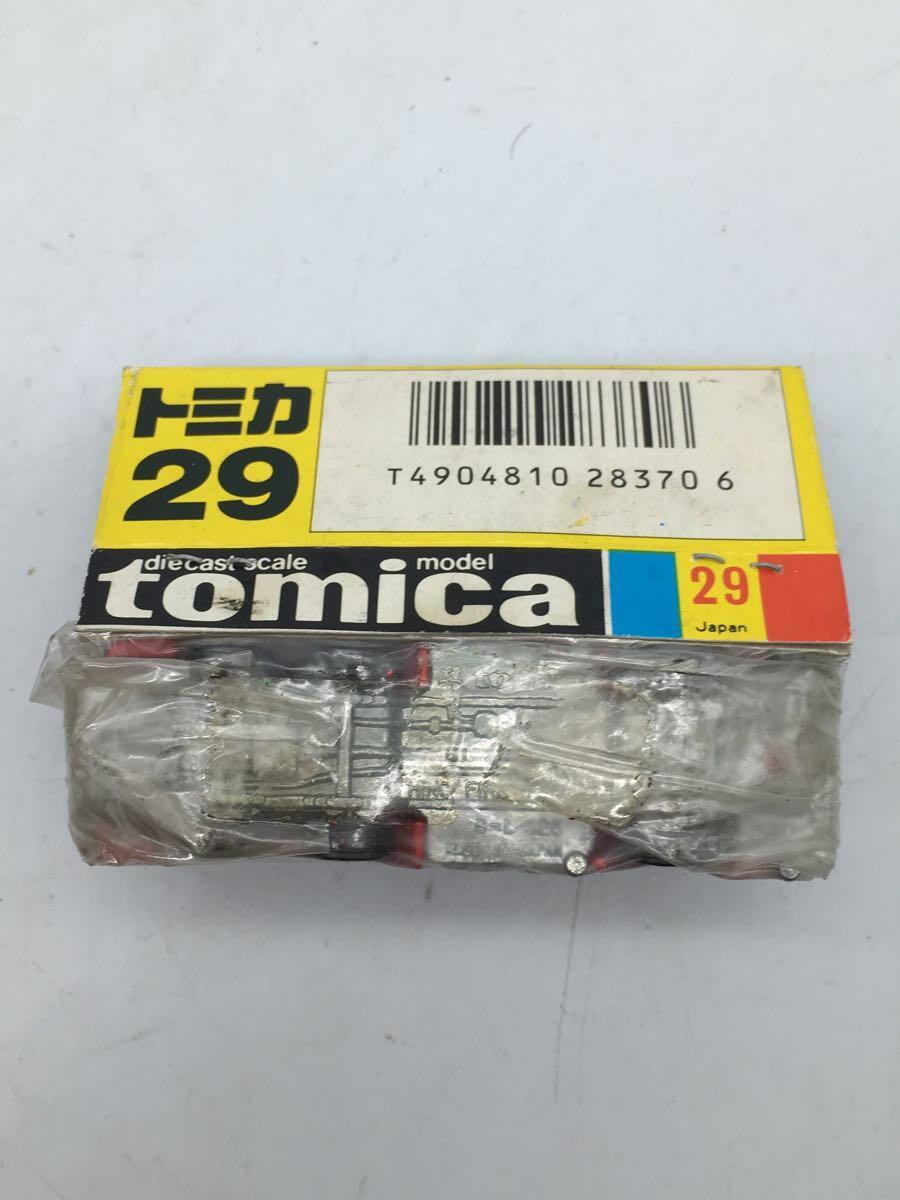 トミカ
29
T4904810 28370 6
diecast scale model
tomica
29
Japan